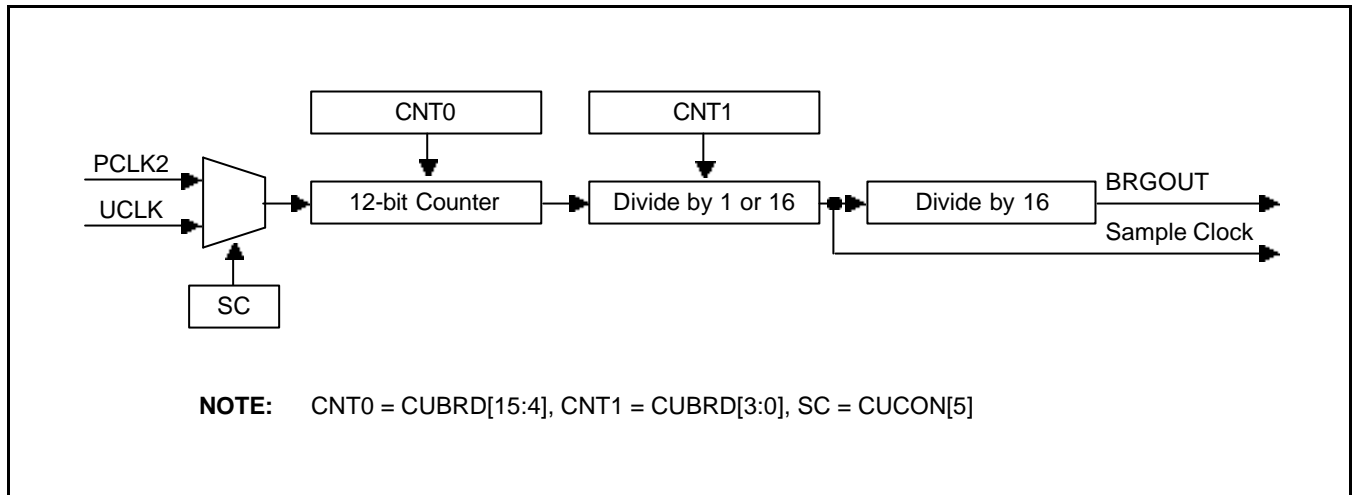 CNT0
CNT1
PCLK2
UCLK
12-bit Counter
Divide by 1 or 16
Divide by 16
BRGOUT
Sample Clock
SC
NOTE: CNT0 = CUBRD[15:4], CNT1 = CUBRD[3:0], SC = CUCON[5]